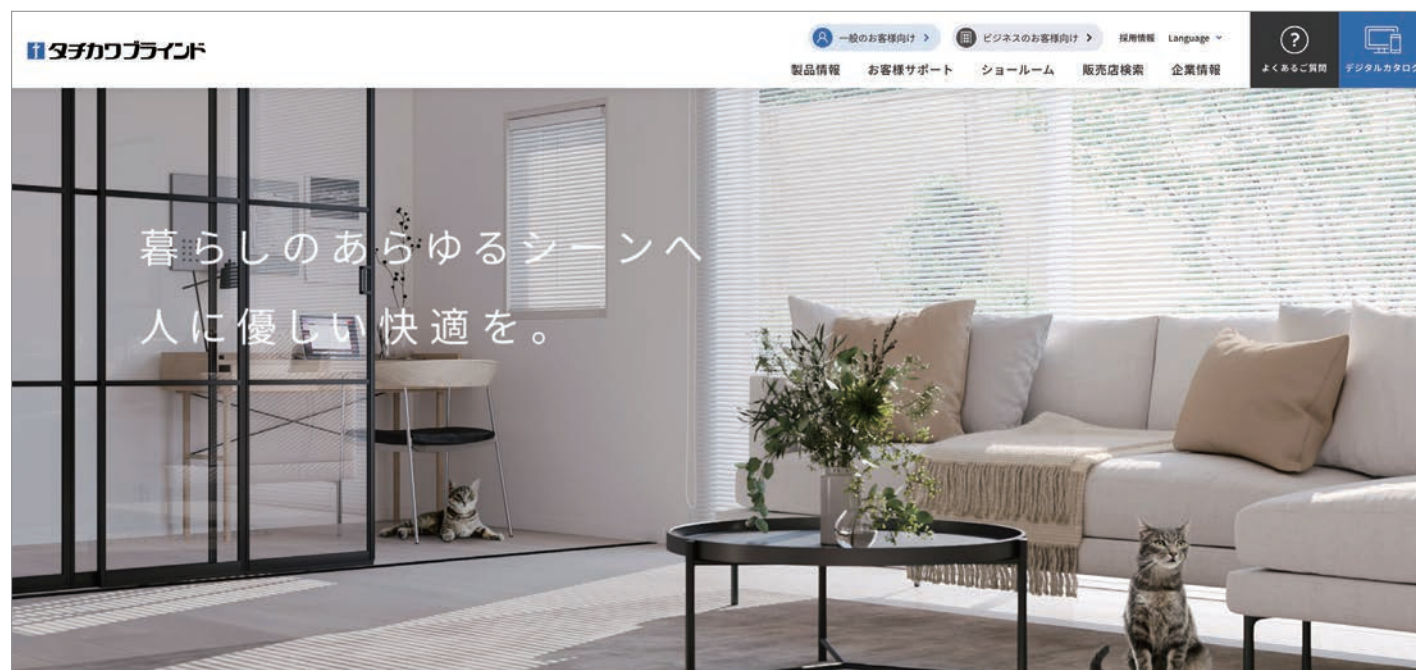 タチカワブラインド
一般のお客様向け
ビジネスのお客様向け
採用情報
Language
製品情報
お客様サポート
ショールーム
販売店検索
企業情報
よくあるご質問
デジタルカタログ
暮らしのあらゆるシーンへ
人に優しい快適を。